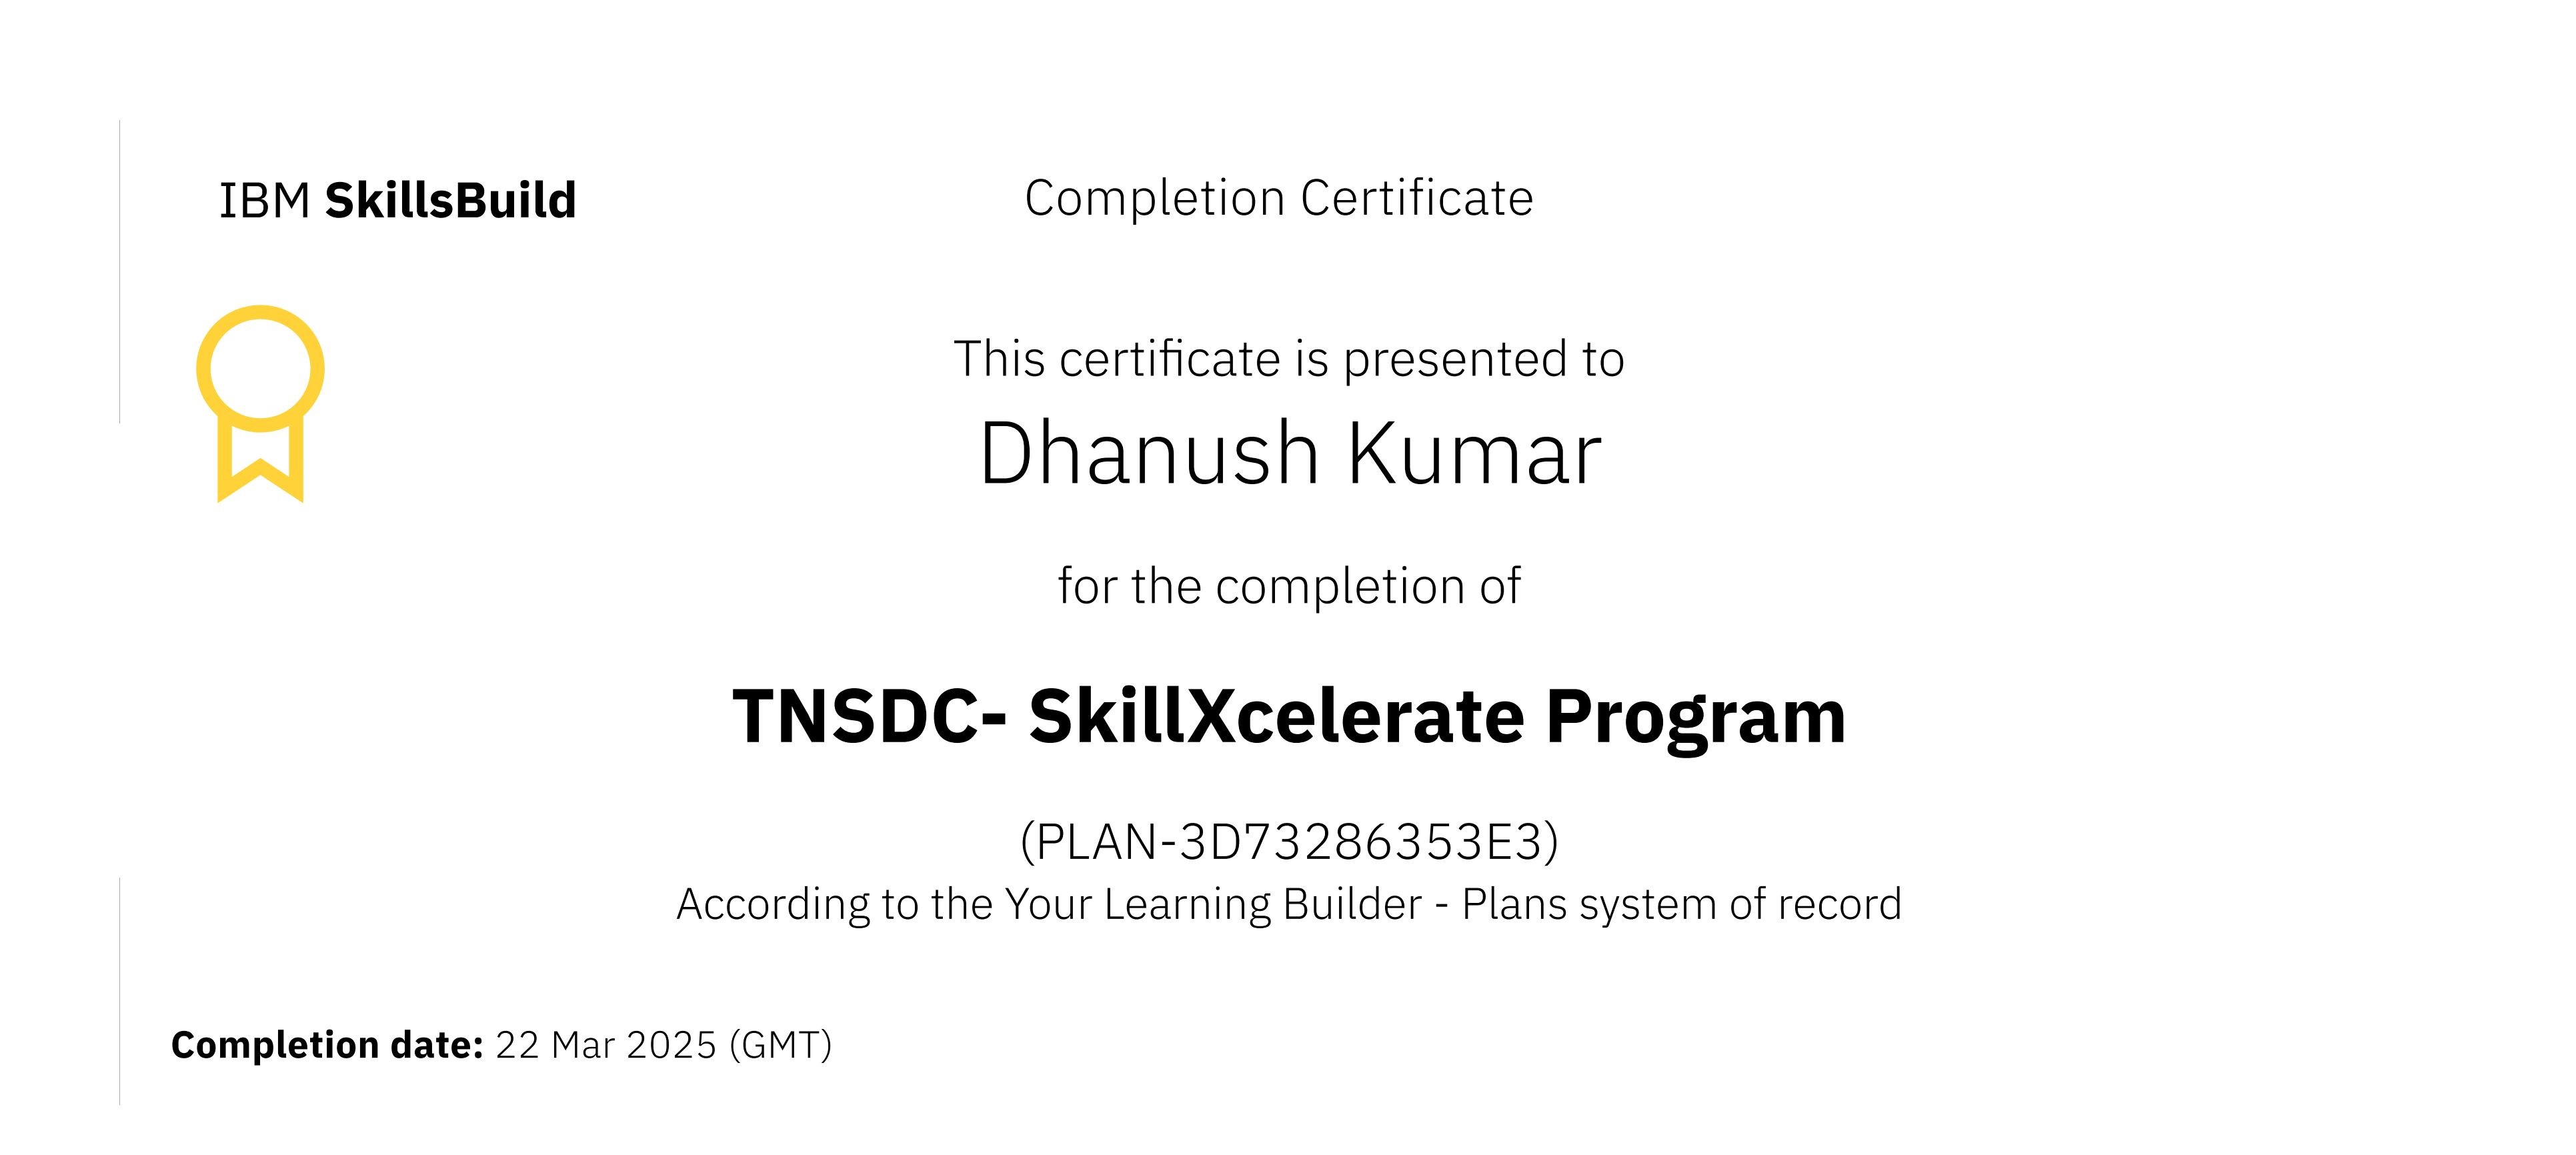 IBM SkillsBuild
Completion Certificate
This certificate is presented to
Dhanush Kumar
for the completion of
TNSDC- SkillXcelerate Program
(PLAN-3D73286353E3)
According to the Your Learning Builder - Plans system of record
Completion date: 22 Mar 2025 (GMT)